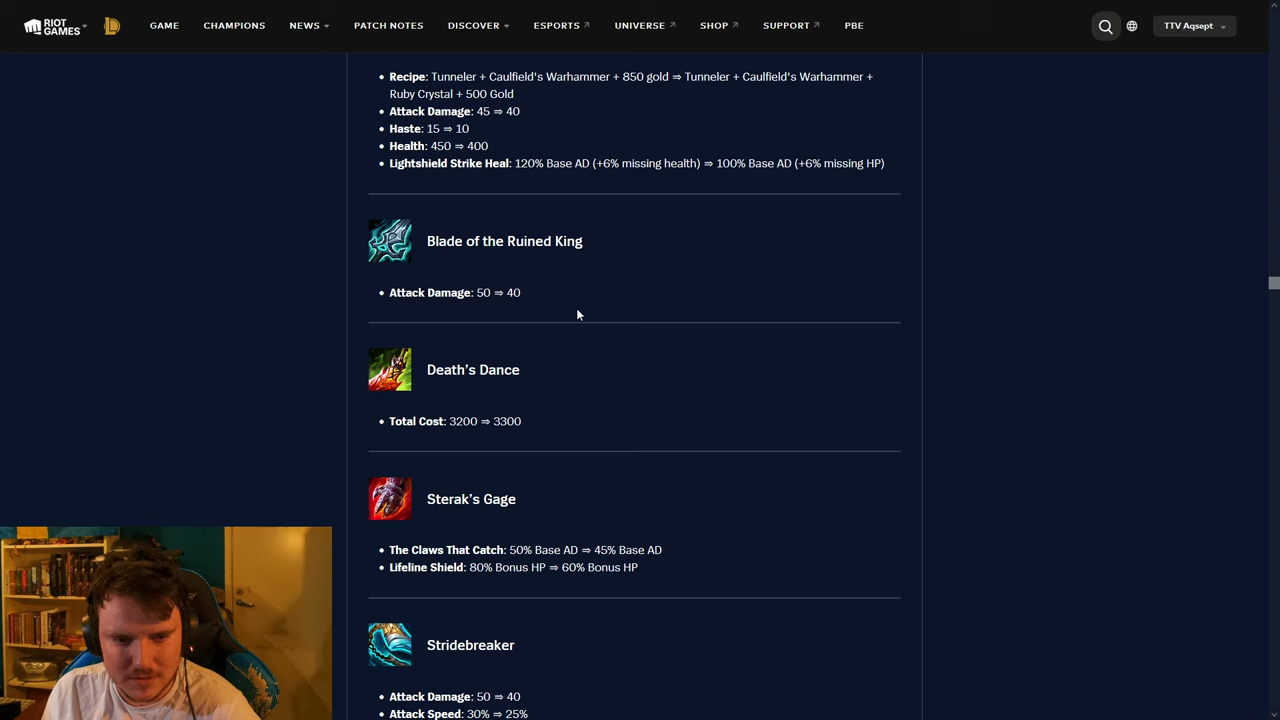 RIOT GAMES GAME CHAMPIONS NEWS PATCH NOTES DISCOVER ESPORTS UNIVERSE SHOP SUPPORT PBE TTV Aqsept
• Recipe: Tunneler + Caulfield's Warhammer + 850 gold ⇒ Tunneler + Caulfield's Warhammer +
Ruby Crystal + 500 Gold
• Attack Damage: 45 ⇒ 40
• Haste: 15 ⇒ 10
• Health: 450 ⇒ 400
• Lightshield Strike Heal: 120% Base AD (+6% missing health) ⇒ 100% Base AD (+6% missing HP)
Blade of the Ruined King
• Attack Damage: 50 ⇒ 40
Death’s Dance
• Total Cost: 3200 ⇒ 3300
Sterak’s Gage
• The Claws That Catch: 50% Base AD ⇒ 45% Base AD
• Lifeline Shield: 80% Bonus HP ⇒ 60% Bonus HP
Stridebreaker
• Attack Damage: 50 ⇒ 40
• Attack Speed: 30% ⇒ 25%